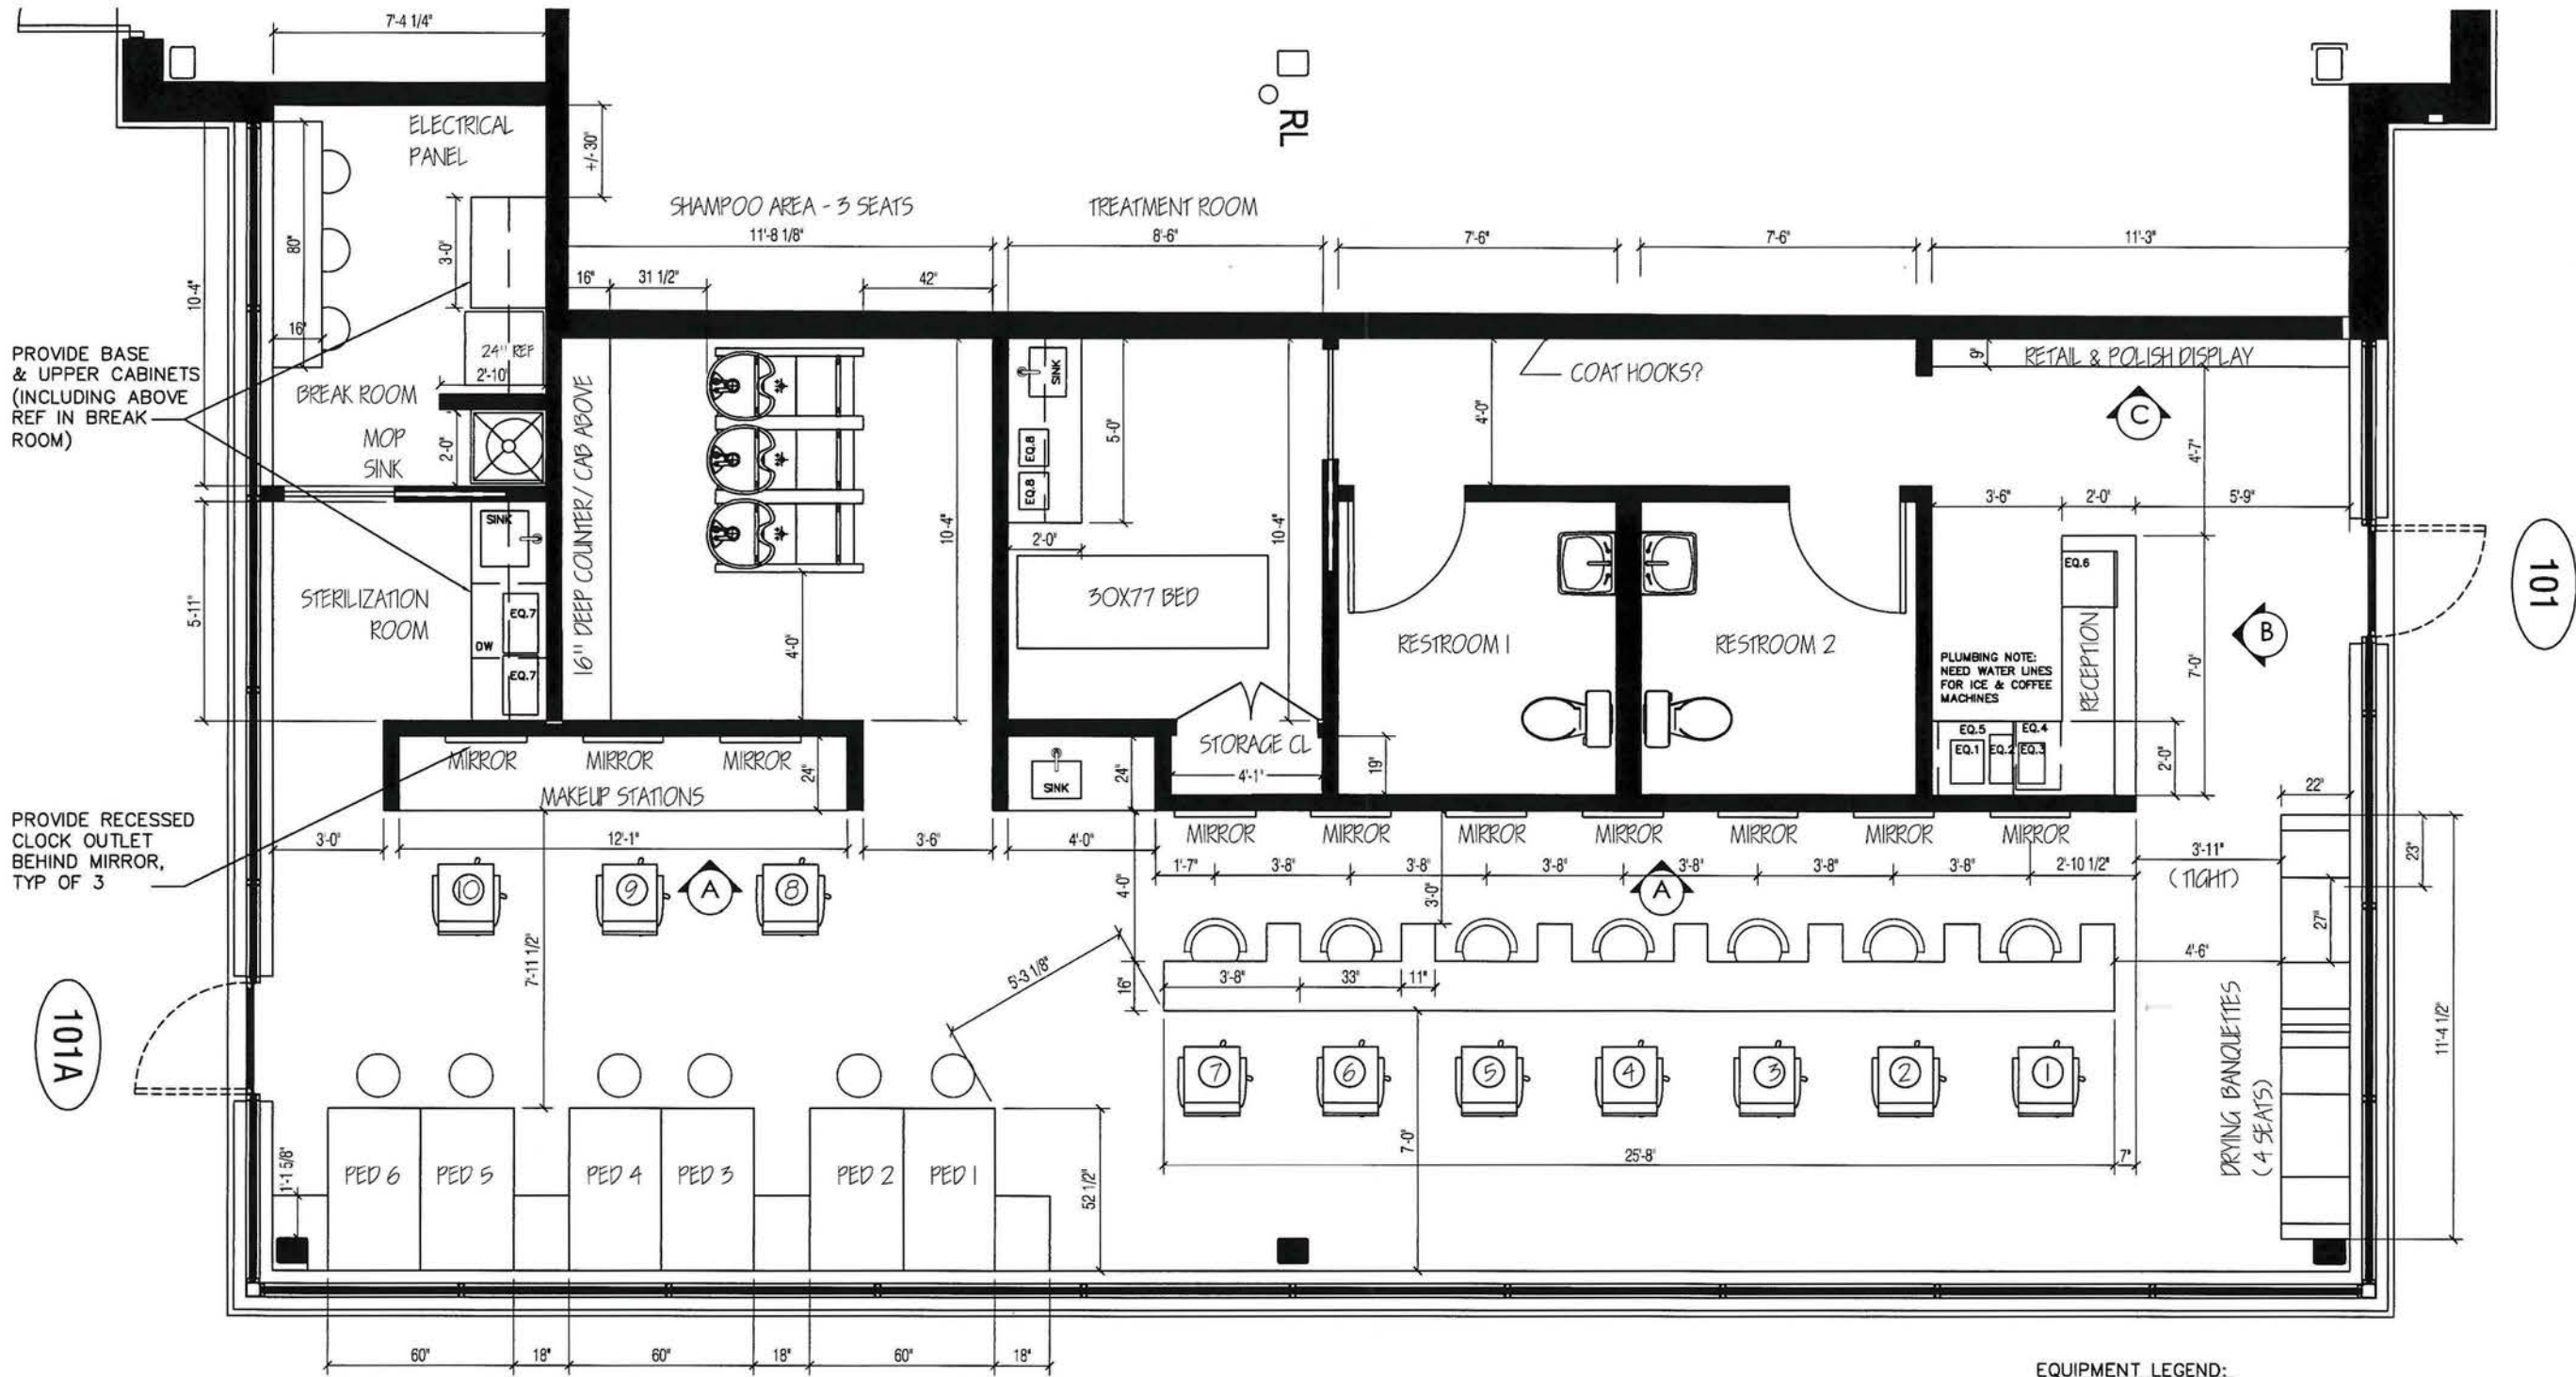 7'-4 1/4"
RL
ELECTRICAL
PANEL
+/-30"
SHAMPOO AREA - 3 SEATS
TREATMENT ROOM
11'-8 1/8"
8'-6"
7'-6"
7'-6"
11'-3"
16"
31 1/2"
42"
80"
3'-0"
10'-4"
16"
24" REF
2'-10"
PROVIDE BASE
& UPPER CABINETS
(INCLUDING ABOVE
REF IN BREAK
ROOM)
BREAK ROOM
MOP
SINK
2'-0"
16" DEEP COUNTER/ CAB ABOVE
10'-4"
4'-0"
SINK
EQ.8
EQ.8
5'-0"
2'-0"
10'-4"
30X77 BED
COAT HOOKS?
4'-0"
9"
RETAIL & POLISH DISPLAY
C
4'-7"
3'-6"
2'-0"
5'-9"
SINK
STERILIZATION
ROOM
5'-11"
EQ.7
DW
EQ.7
RESTROOM 1
RESTROOM 2
EQ.6
RECEPTION
PLUMBING NOTE:
NEED WATER LINES
FOR ICE & COFFEE
MACHINES
7'-0"
B
101
EQ.5
EQ.4
EQ.1
EQ.2
EQ.3
2'-0"
MIRROR
MIRROR
MIRROR
24"
MAKEUP STATIONS
SINK
24"
STORAGE CL
4'-1"
19"
22"
PROVIDE RECESSED
CLOCK OUTLET
BEHIND MIRROR,
TYP OF 3
3'-0"
12'-1"
3'-6"
4'-0"
MIRROR
MIRROR
MIRROR
MIRROR
MIRROR
MIRROR
MIRROR
1'-7"
3'-8"
3'-8"
3'-8"
3'-8"
3'-8"
3'-8"
2'-10 1/2"
3'-11"
(TIGHT)
23"
27"
10
9
A
8
4'-0"
3'-0"
A
7'-11 1/2"
5'-3 1/8"
16"
3'-8"
33"
11"
4'-6"
11'-4 1/2"
DRYING BANQUETTES
(4 SEATS)
101A
7
6
5
4
3
2
1
7'-0"
25'-8"
7"
1'-1 5/8"
PED 6
PED 5
PED 4
PED 3
PED 2
PED 1
52 1/2"
60"
18"
60"
18"
60"
18"
EQUIPMENT LEGEND: